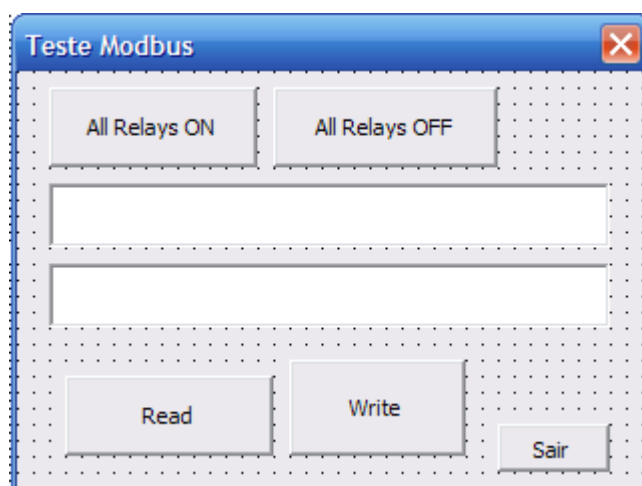 Teste Modbus
All Relays ON All Relays OFF
Read Write
Sair